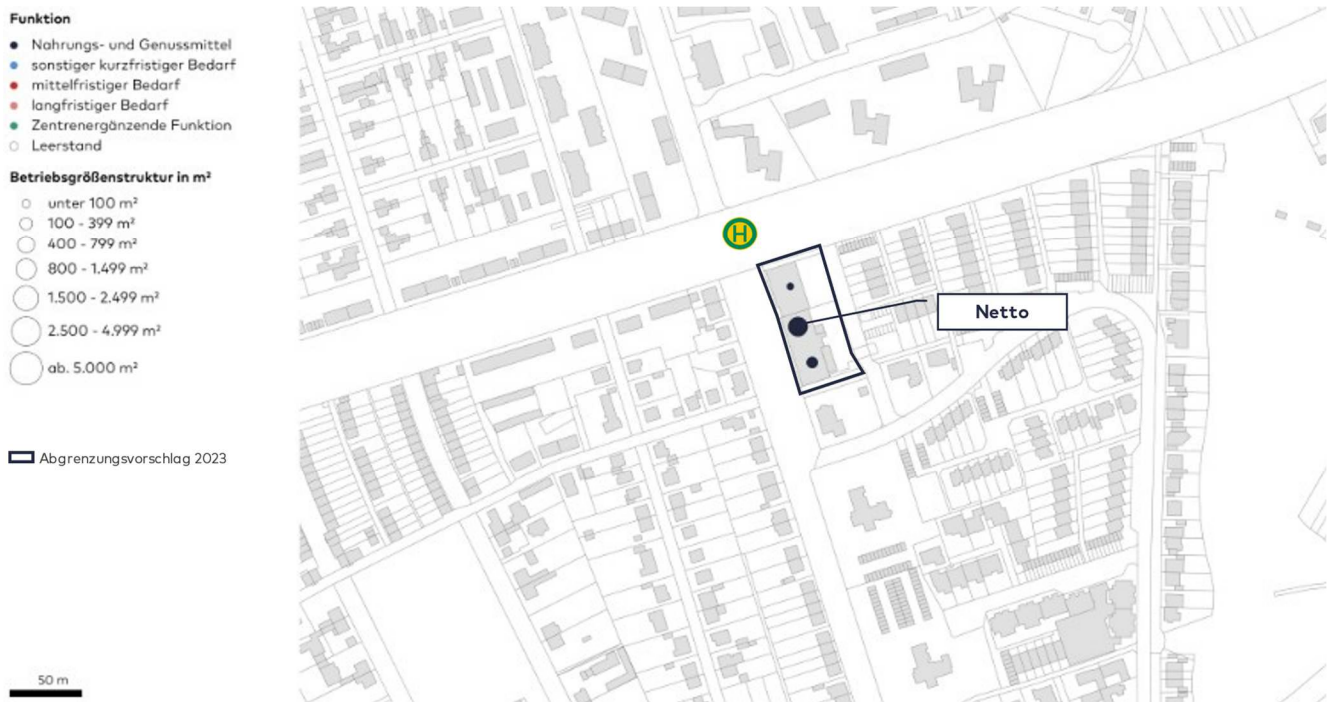 Funktion
Nahrungs- und Genussmittel
sonstiger kurzfristiger Bedarf
mittelfristiger Bedarf
langfristiger Bedarf
Zentrenergänzende Funktion
Leerstand
Betriebsgrößenstruktur in m²
unter 100 m²
100 - 399 m²
400 - 799 m²
800 - 1.499 m²
1.500 - 2.499 m²
2.500 - 4.999 m²
ab. 5.000 m²
Abgrenzungsvorschlag 2023
50 m
H
Netto